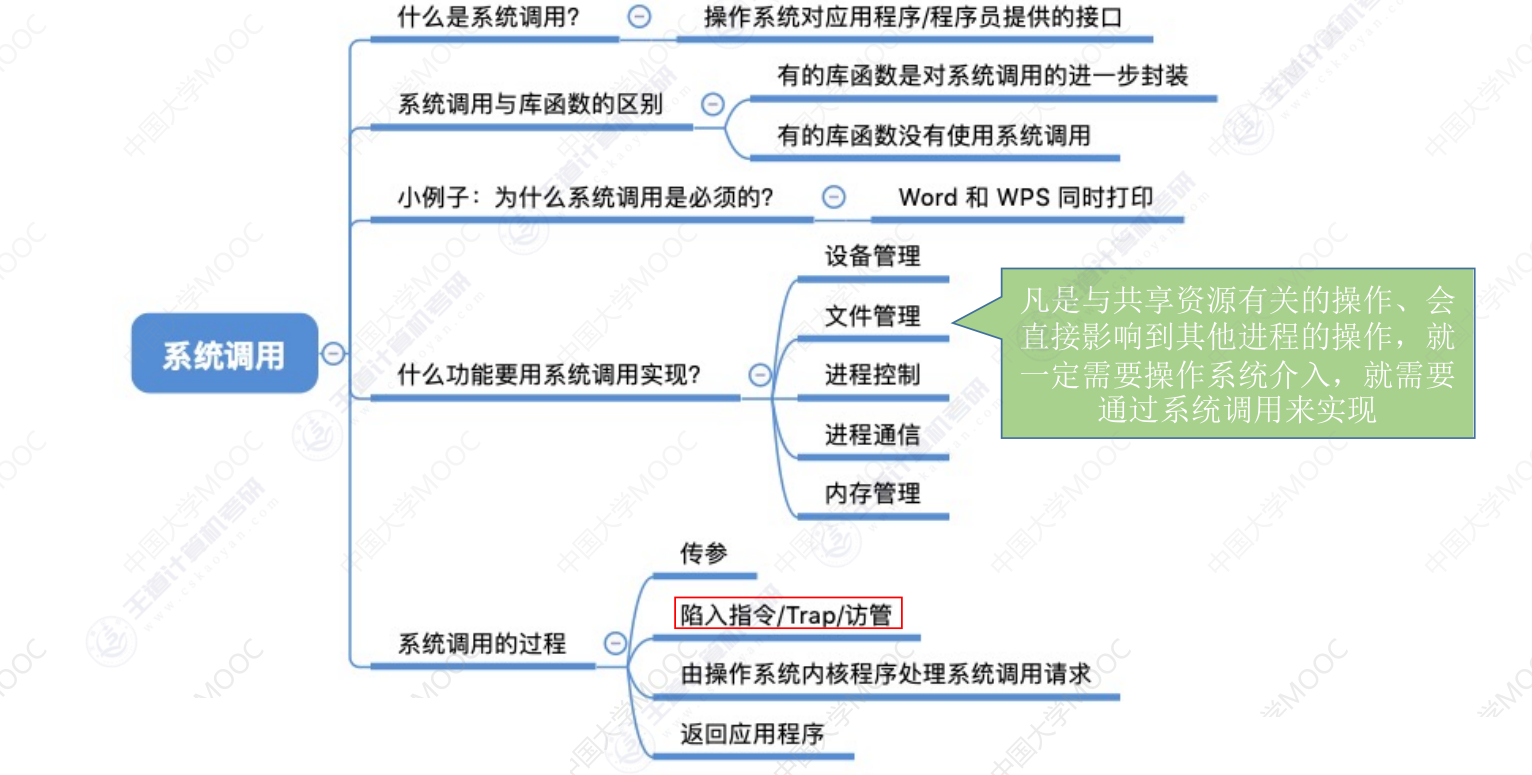 什么是系统调用?
操作系统对应用程序/程序员提供的接口
系统调用与库函数的区别
有的库函数是对系统调用的进一步封装
有的库函数没有使用系统调用
小例子：为什么系统调用是必须的?
Word 和 WPS 同时打印
系统调用
什么功能要用系统调用实现?
设备管理
文件管理
进程控制
进程通信
内存管理
凡是与共享资源有关的操作、会
直接影响到其他进程的操作，就
一定需要操作系统介入，就需要
通过系统调用来实现
系统调用的过程
传参
陷入指令/Trap/访管
由操作系统内核程序处理系统调用请求
返回应用程序
中国大学MOOC
王道计算机考研
www.cskaoyan.com